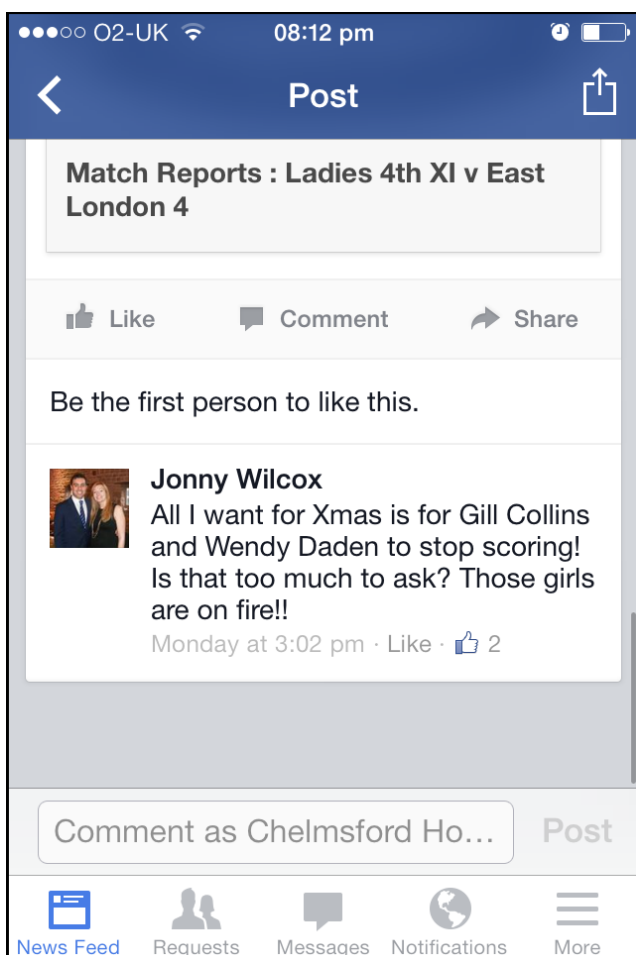 O2-UK 08:12 pm
Post
Match Reports : Ladies 4th XI v East
London 4
Like Comment Share
Be the first person to like this.
Jonny Wilcox
All I want for Xmas is for Gill Collins
and Wendy Daden to stop scoring!
Is that too much to ask? Those girls
are on fire!!
Monday at 3:02 pm · Like · 2
Comment as Chelmsford Ho... Post
News Feed Requests Messages Notifications More